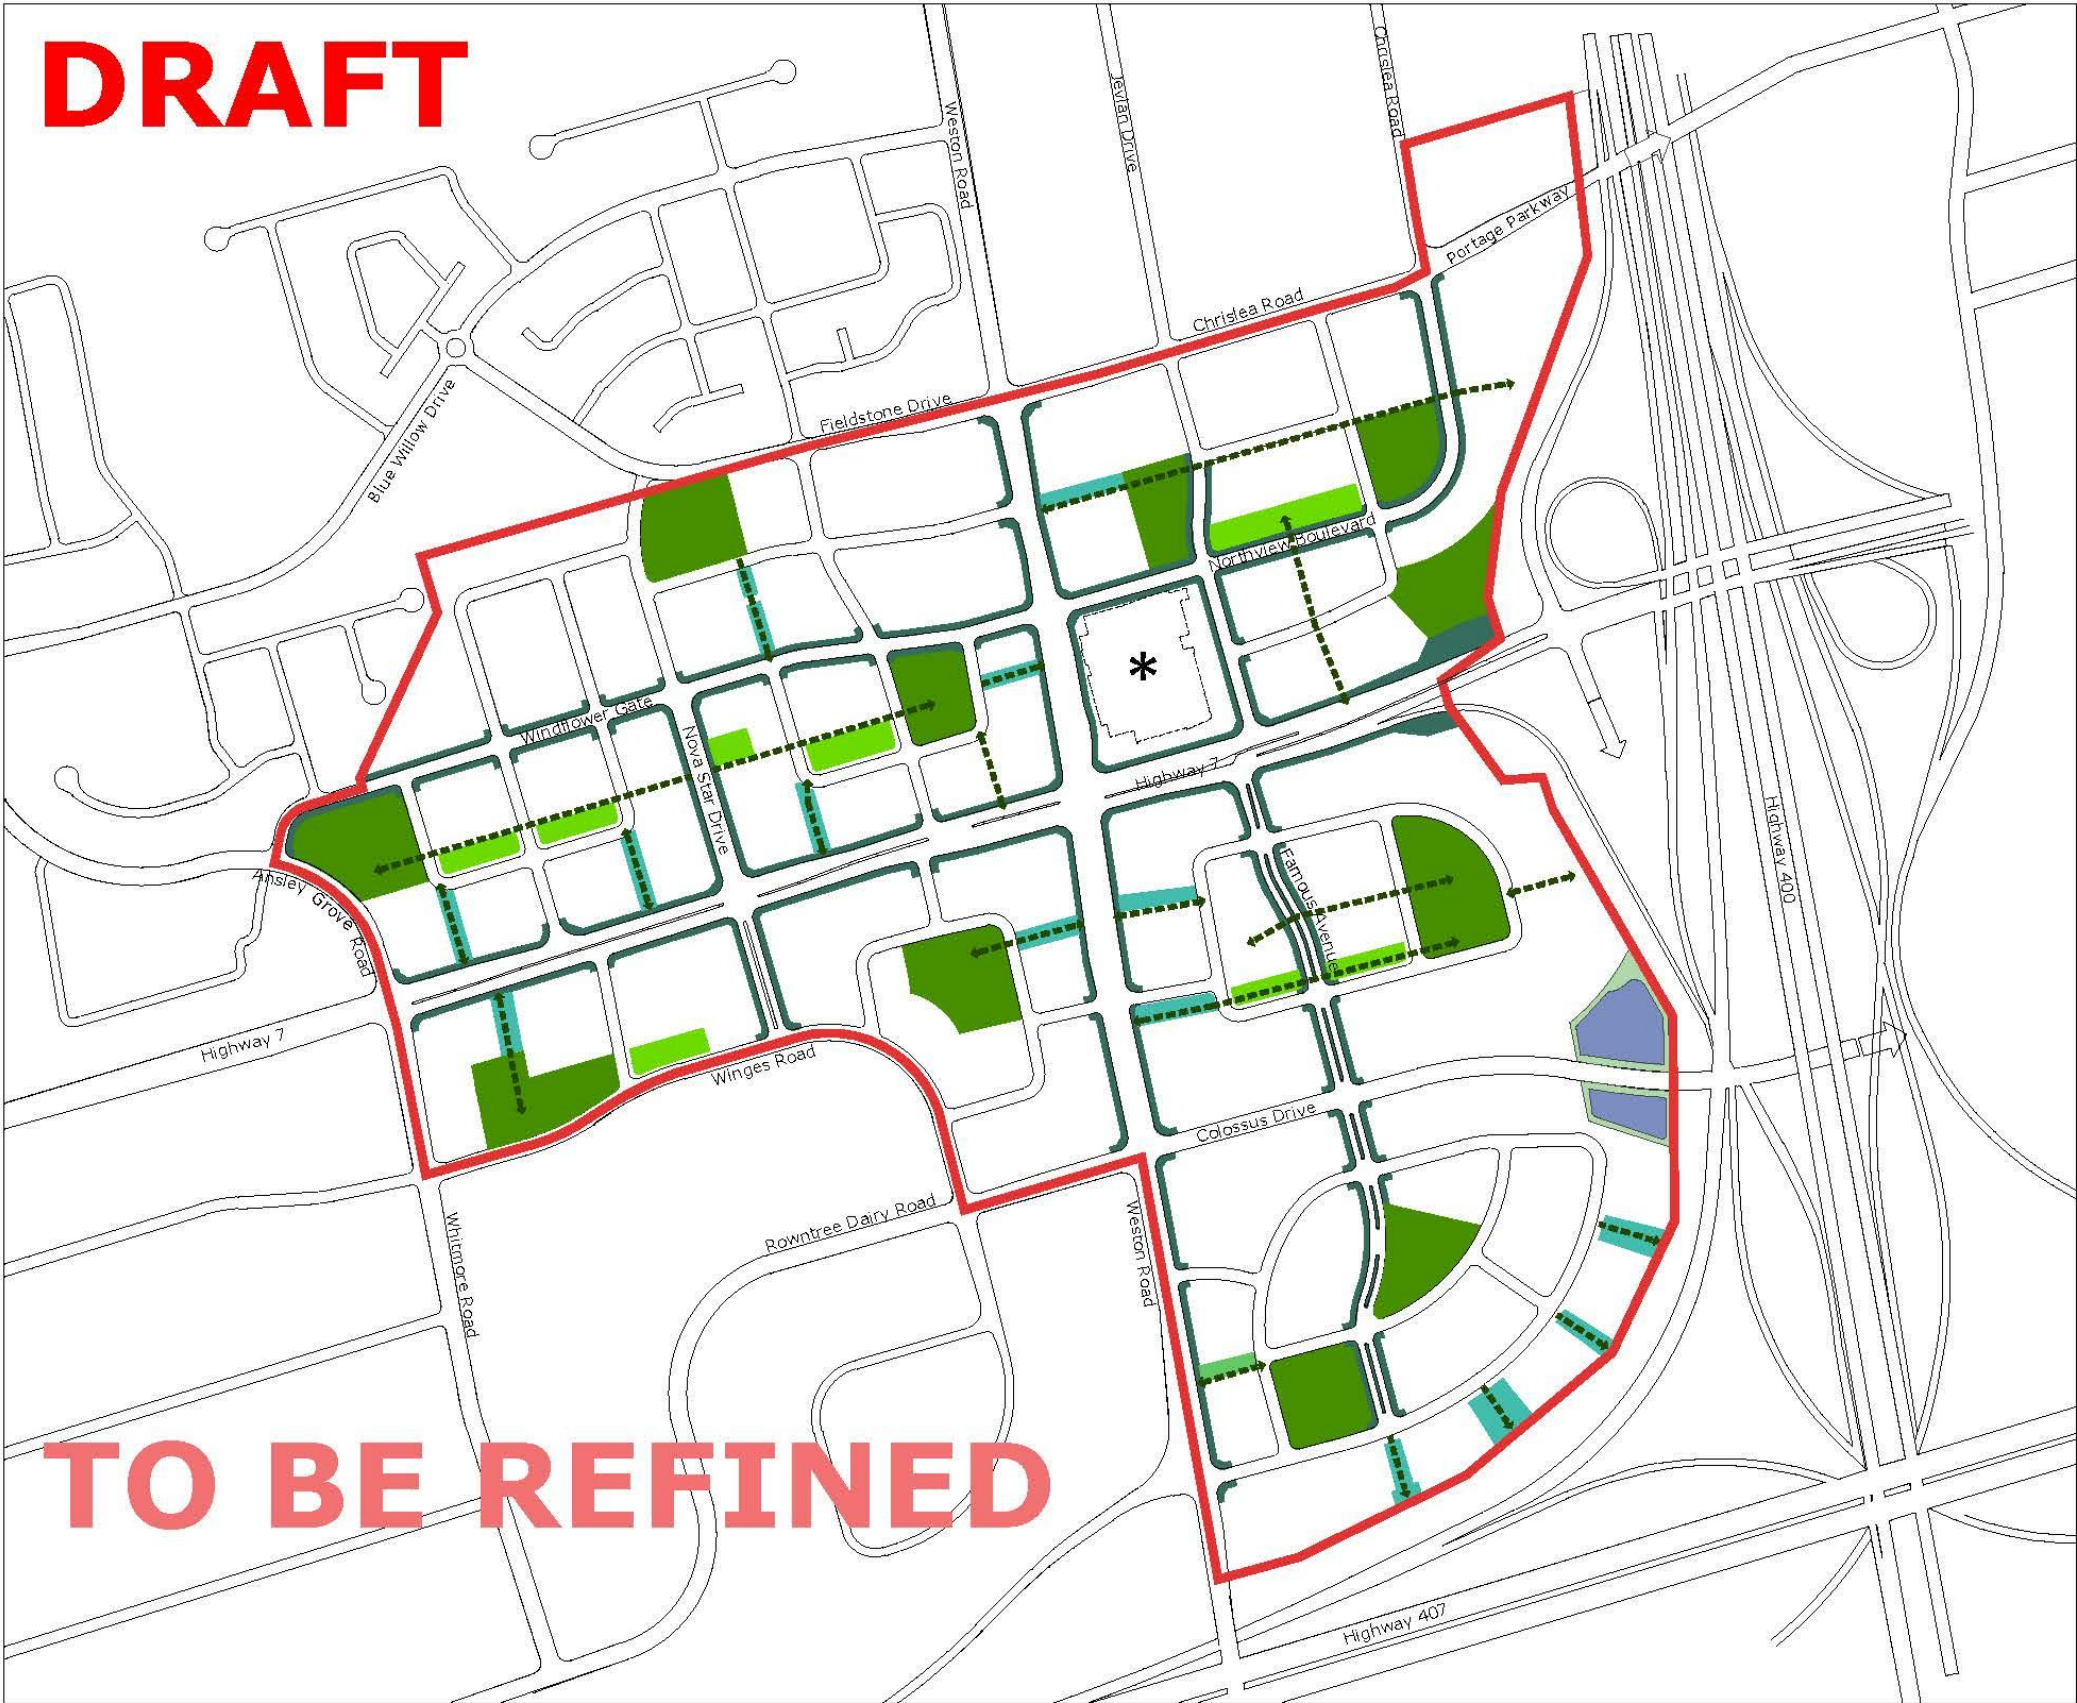 DRAFT
Weston Road
Jevlan Drive
Chrislea Road
Portage Parkway
Chrislea Road
Fieldstone Drive
Blue Willow Drive
Northview Boulevard
*
Windflower Gate
Nova Star Drive
Highway 7
Highway 400
Famous Avenue
Ansley Grove Road
Highway 7
Winges Road
Colossus Drive
Rowntree Dairy Road
Weston Road
Whitmore Road
TO BE REFINED
Highway 407